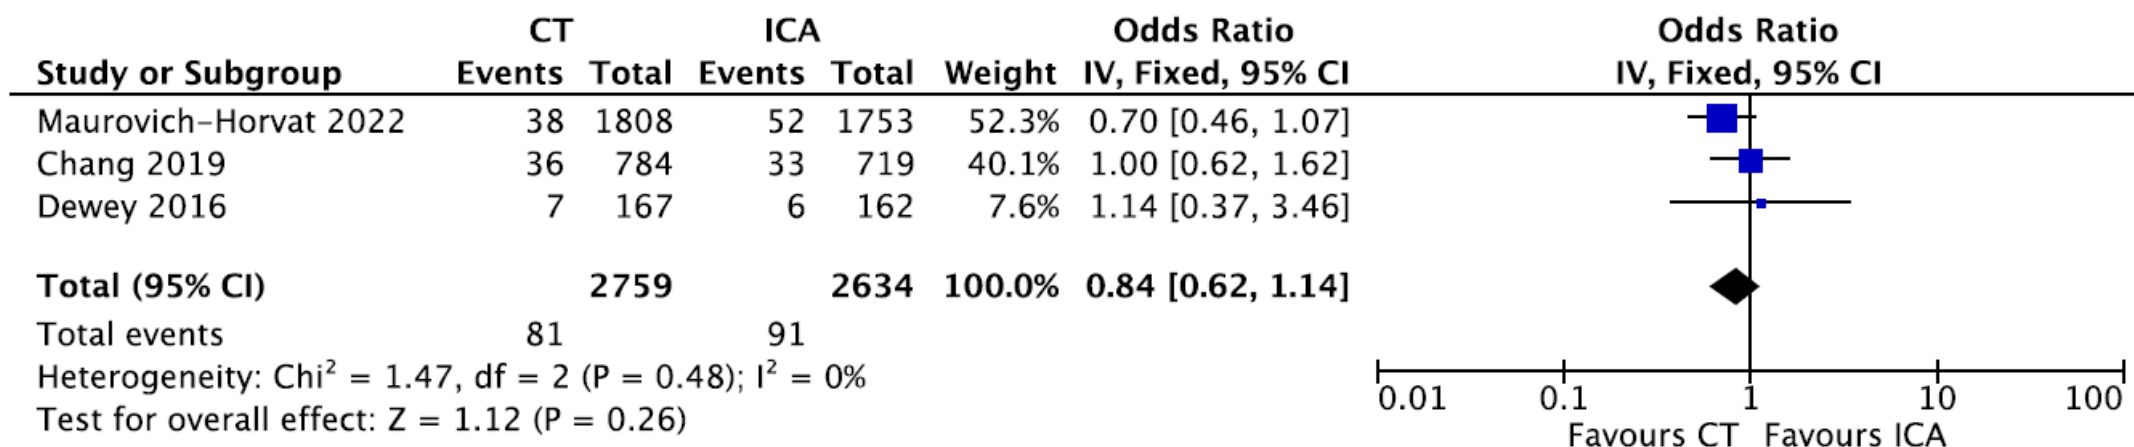 CT ICA Odds Ratio Odds Ratio
Study or Subgroup Events Total Events Total Weight IV, Fixed, 95% CI IV, Fixed, 95% CI
Maurovich-Horvat 2022 38 1808 52 1753 52.3% 0.70 [0.46, 1.07]
Chang 2019 36 784 33 719 40.1% 1.00 [0.62, 1.62]
Dewey 2016 7 167 6 162 7.6% 1.14 [0.37, 3.46]
Total (95% CI) 2759 2634 100.0% 0.84 [0.62, 1.14]
Total events 81 91
Heterogeneity: Chi² = 1.47, df = 2 (P = 0.48); I² = 0%
Test for overall effect: Z = 1.12 (P = 0.26)
0.01 0.1 1 10 100
Favours CT Favours ICA